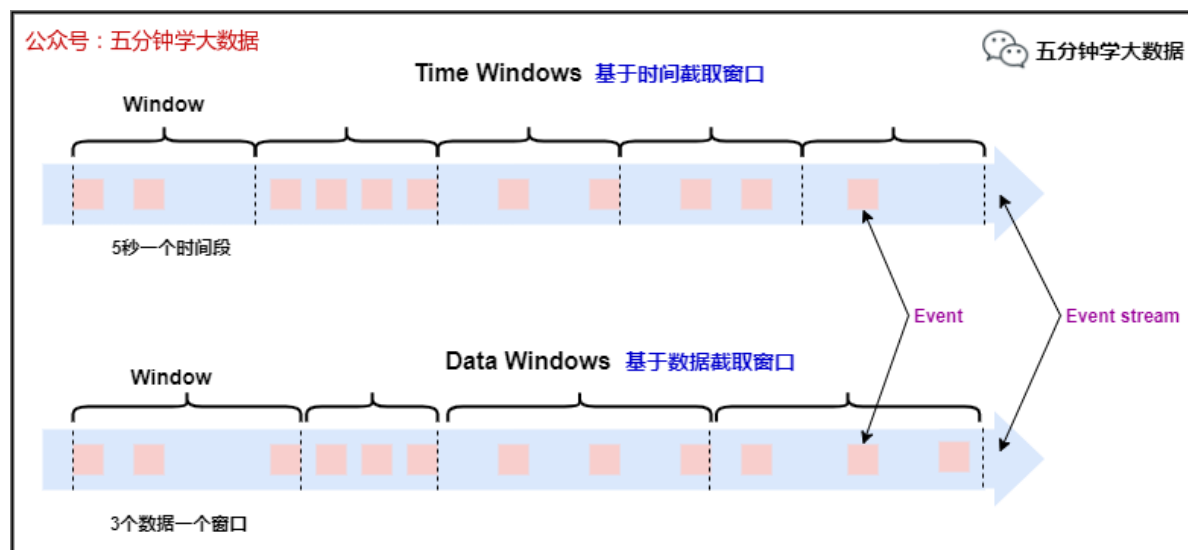 公众号：五分钟学大数据
五分钟学大数据
Time Windows 基于时间截取窗口
Window
5秒一个时间段
Event
Event stream
Data Windows 基于数据截取窗口
Window
3个数据一个窗口